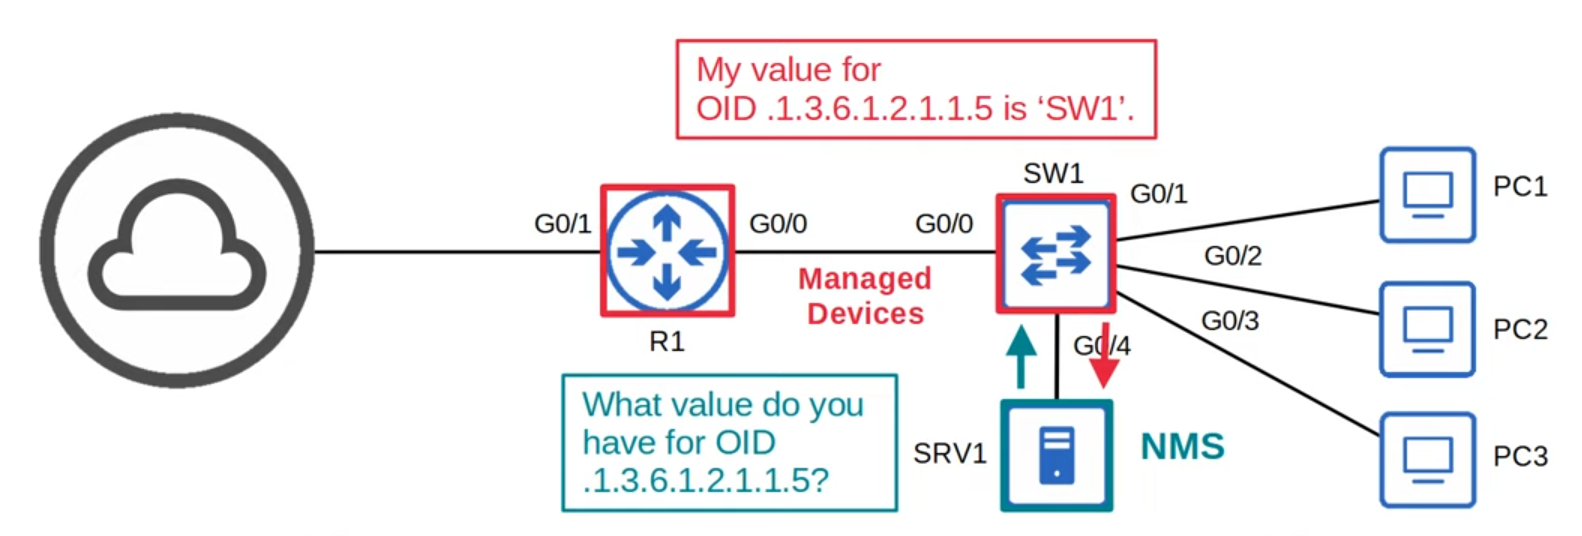 My value for
OID .1.3.6.1.2.1.1.5 is ‘SW1’.
SW1
G0/1
PC1
G0/1
G0/0
G0/0
G0/2
Managed
Devices
G0/3
PC2
R1
G0/4
What value do you
have for OID
.1.3.6.1.2.1.1.5?
SRV1
NMS
PC3